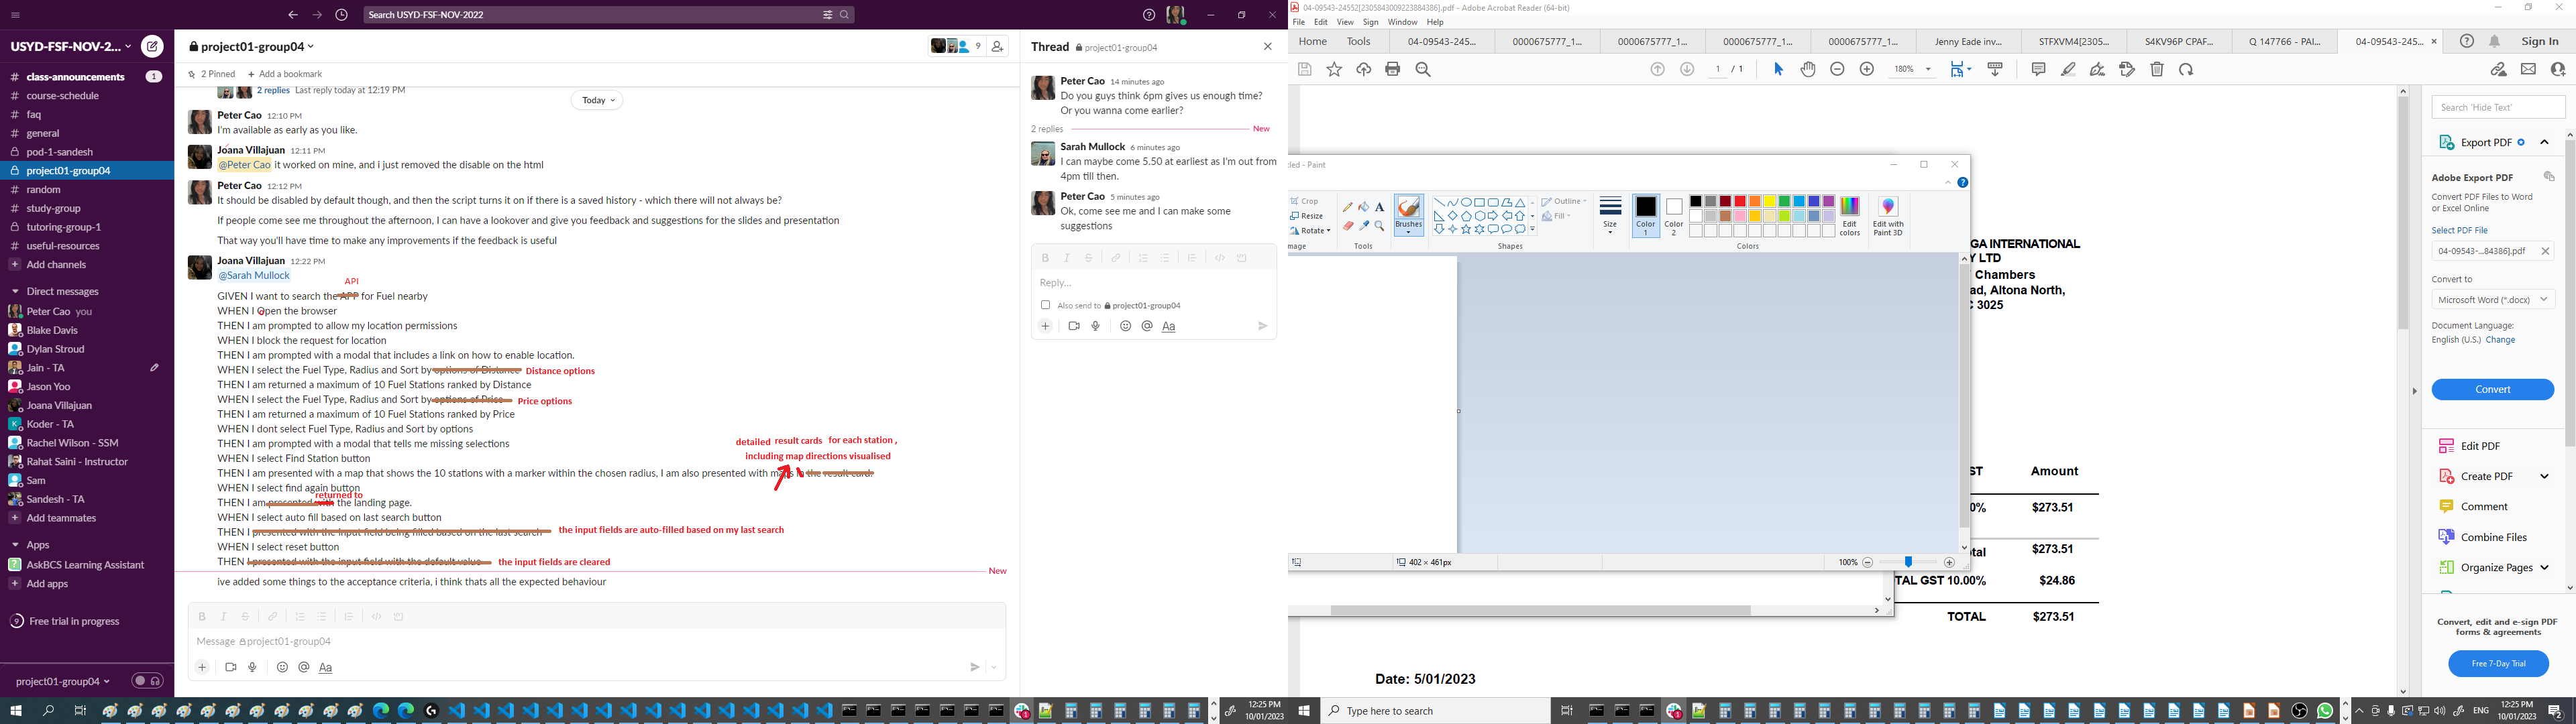 Search USYD-FSF-NOV-2022
USYD-FSF-NOV-2...
# class-announcements 1
# course-schedule
# faq
# general
pod-1-sandesh
project01-group04
# random
# study-group
tutoring-group-1
# useful-resources
+ Add channels
Direct messages
Peter Cao you
Blake Davis
Dylan Stroud
Jain - TA
Jason Yoo
Joana Villajuan
Koder - TA
Rachel Wilson - SSM
Rahat Saini - Instructor
Sam
Sandesh - TA
+ Add teammates
Apps
AskBCS Learning Assistant
+ Add apps
9 Free trial in progress
project01-group04
project01-group04
9
2 Pinned + Add a bookmark
2 replies Last reply today at 12:19 PM
Today
Peter Cao 12:10 PM
I'm available as early as you like.
Joana Villajuan 12:11 PM
@Peter Cao it worked on mine, and i just removed the disable on the html
Peter Cao 12:12 PM
It should be disabled by default though, and then the script turns it on if there is a saved history - which there will not always be?
If people come see me throughout the afternoon, I can have a lookover and give you feedback and suggestions for the slides and presentation
That way you'll have time to make any improvements if the feedback is useful
Joana Villajuan 12:22 PM
@Sarah Mullock
API
GIVEN I want to search the APP for Fuel nearby
WHEN I open the browser
THEN I am prompted to allow my location permissions
WHEN I block the request for location
THEN I am prompted with a modal that includes a link on how to enable location.
WHEN I select the Fuel Type, Radius and Sort by options of Distance Distance options
THEN I am returned a maximum of 10 Fuel Stations ranked by Distance
WHEN I select the Fuel Type, Radius and Sort by options of Price Price options
THEN I am returned a maximum of 10 Fuel Stations ranked by Price
WHEN I dont select Fuel Type, Radius and Sort by options
THEN I am prompted with a modal that tells me missing selections
detailed result cards for each station ,
including map directions visualised
WHEN I select Find Station button
THEN I am presented with a map that shows the 10 stations with a marker within the chosen radius, I am also presented with maps in the result card.
WHEN I select find again button
returned to
THEN I am presented with the landing page.
WHEN I select auto fill based on last search button
THEN I presented with the input field being filled based on the last search the input fields are auto-filled based on my last search
WHEN I select reset button
THEN I presented with the input field with the default value the input fields are cleared
New
ive added some things to the acceptance criteria, i think thats all the expected behaviour
Message project01-group04
Thread project01-group04
Peter Cao 14 minutes ago
Do you guys think 6pm gives us enough time?
Or you wanna come earlier?
2 replies New
Sarah Mullock 6 minutes ago
I can maybe come 5.50 at earliest as I'm out from
4pm till then.
Peter Cao 5 minutes ago
Ok, come see me and I can make some
suggestions
Reply...
Also send to project01-group04
12:25 PM
10/01/2023
04-09543-24552[2305843009223884386].pdf - Adobe Acrobat Reader (64-bit)
File Edit View Sign Window Help
Home Tools 04-09543-245... 0000675777_1... 0000675777_1... 0000675777_1... 0000675777_1... Jenny Eade inv... STFXVM4[2305... S4KV96P CPAF... Q 147766 - PAI... 04-09543-245... Sign In
1 / 1 180%
tled - Paint
Crop
Resize
Rotate
mage
Tools
Brushes
Outline
Fill
Shapes
Size
Color
1
Color
2
Colors
Edit
colors
Edit with
Paint 3D
402 × 461px
100%
GA INTERNATIONAL
Y LTD
Chambers
ad, Altona North,
C 3025
ST Amount
0% $273.51
otal $273.51
TAL GST 10.00% $24.86
TOTAL $273.51
Date: 5/01/2023
Search 'Hide Text'
Export PDF
Adobe Export PDF
Convert PDF Files to Word
or Excel Online
Select PDF File
04-09543-...84386].pdf
Convert to
Microsoft Word (*.docx)
Document Language:
English (U.S.) Change
Convert
Edit PDF
Create PDF
Comment
Combine Files
Organize Pages
Convert, edit and e-sign PDF
forms & agreements
Free 7-Day Trial
Type here to search
ENG
12:25 PM
10/01/2023